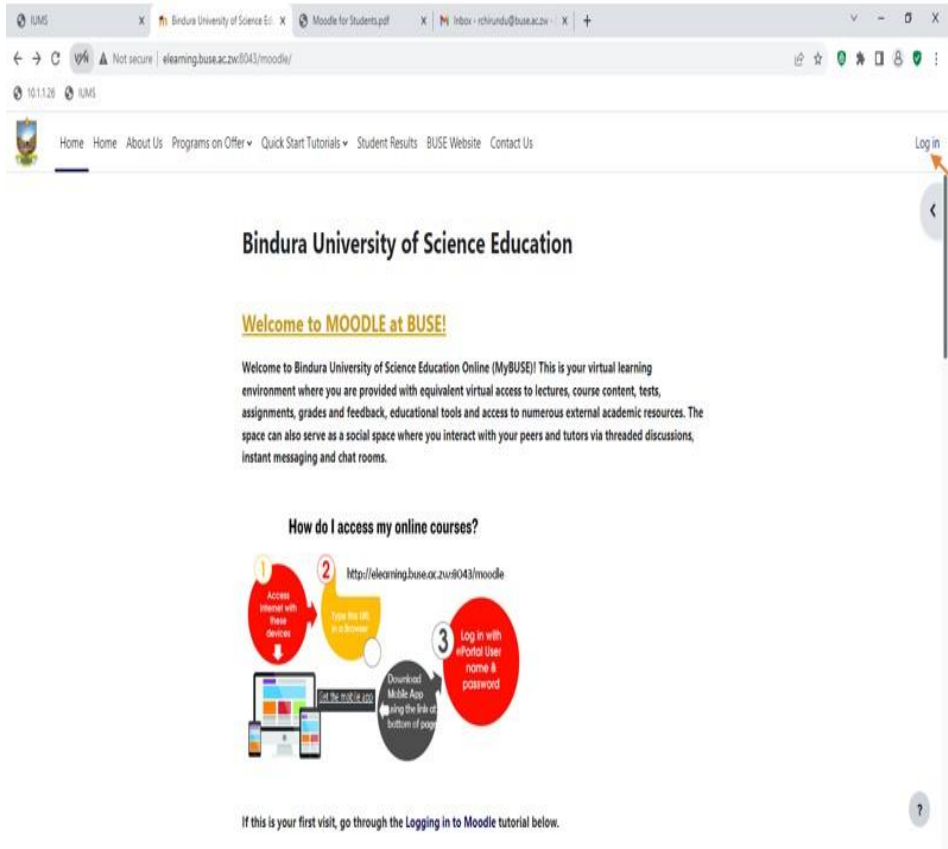 IUMS
Bindura University of Science Ed
Moodle for Students.pdf
Inbox - rchirundu@buse.ac.zw -
Not secure | elearning.buse.ac.zw:8043/moodle/
10.1.1.26 IUMS
Home Home About Us Programs on Offer Quick Start Tutorials Student Results BUSE Website Contact Us Log in
Bindura University of Science Education
Welcome to MOODLE at BUSE!
Welcome to Bindura University of Science Education Online (MyBUSE)! This is your virtual learning
environment where you are provided with equivalent virtual access to lectures, course content, tests,
assignments, grades and feedback, educational tools and access to numerous external academic resources. The
space can also serve as a social space where you interact with your peers and tutors via threaded discussions,
instant messaging and chat rooms.
How do I access my online courses?
1
Access
Internet with
these
devices
2
http://elearning.buse.ac.zw:8043/moodle
Type this URL
in a Browser
Get the mobile app
Download
Mobile App
using the link at
bottom of page
3
Log in with
ePortal User
name &
password
If this is your first visit, go through the Logging in to Moodle tutorial below.
?